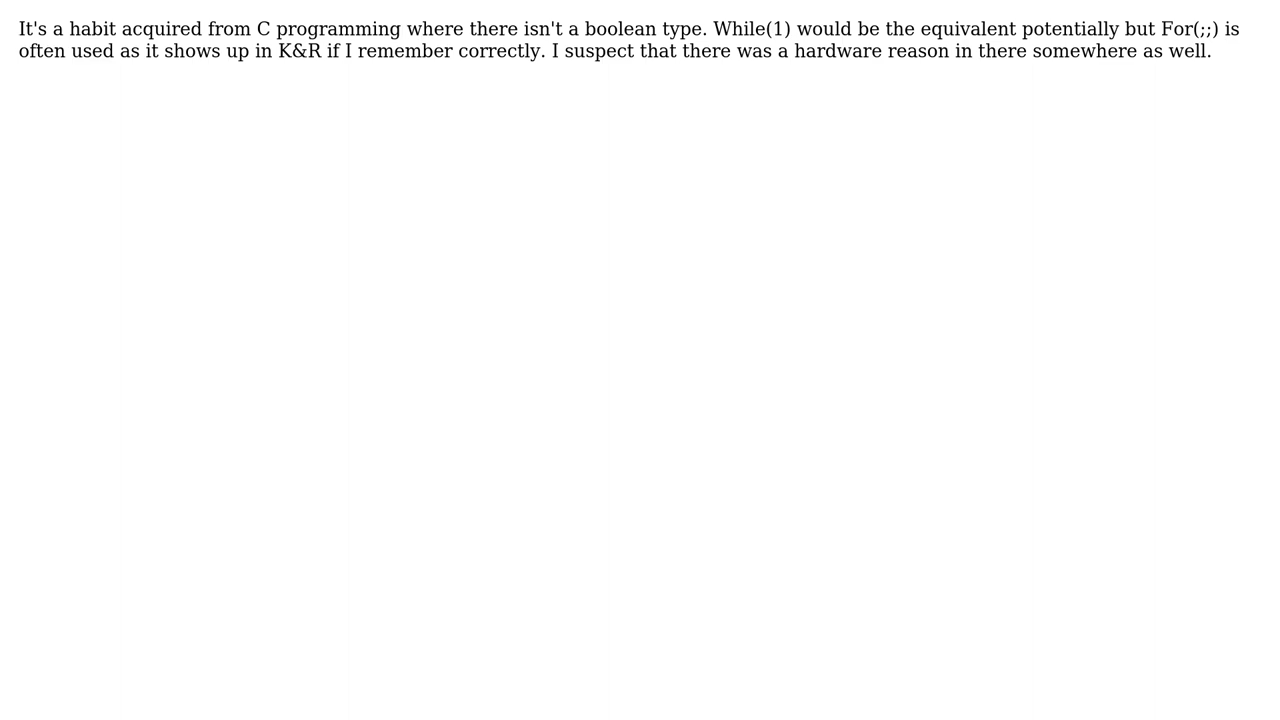 It's a habit acquired from C programming where there isn't a boolean type. While(1) would be the equivalent potentially but For(;;) is
often used as it shows up in K&R if I remember correctly. I suspect that there was a hardware reason in there somewhere as well.